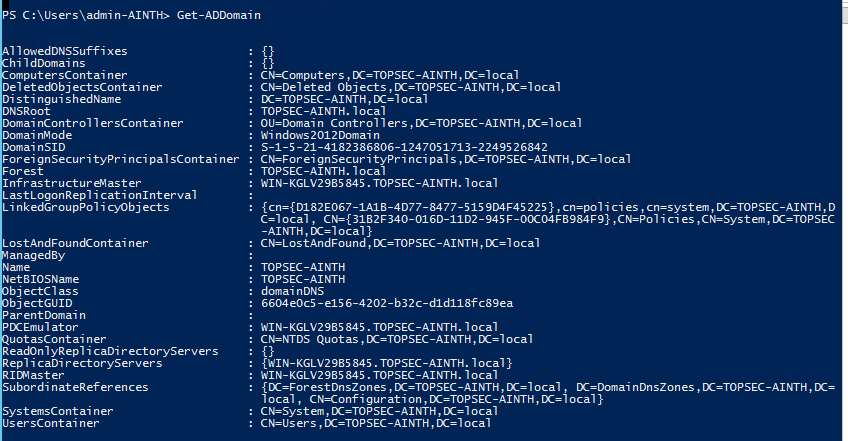 PS C:\Users\admin-AINTH> Get-ADDomain
AllowedDNSSuffixes : {}
ChildDomains : {}
ComputersContainer : CN=Computers,DC=TOPSEC-AINTH,DC=local
DeletedObjectsContainer : CN=Deleted Objects,DC=TOPSEC-AINTH,DC=local
DistinguishedName : DC=TOPSEC-AINTH,DC=local
DNSRoot : TOPSEC-AINTH.local
DomainControllersContainer : OU=Domain Controllers,DC=TOPSEC-AINTH,DC=local
DomainMode : Windows2012Domain
DomainSID : S-1-5-21-4182386806-1247051713-2249526842
ForeignSecurityPrincipalsContainer : CN=ForeignSecurityPrincipals,DC=TOPSEC-AINTH,DC=local
Forest : TOPSEC-AINTH.local
InfrastructureMaster : WIN-KGLV29B5845.TOPSEC-AINTH.local
LastLogonReplicationInterval :
LinkedGroupPolicyObjects : {cn={D182E067-1A1B-4D77-8477-5159D4F45225},cn=policies,cn=system,DC=TOPSEC-AINTH,D
C=local, CN={31B2F340-016D-11D2-945F-00C04FB984F9},CN=Policies,CN=System,DC=TOPSEC
-AINTH,DC=local}
LostAndFoundContainer : CN=LostAndFound,DC=TOPSEC-AINTH,DC=local
ManagedBy :
Name : TOPSEC-AINTH
NetBIOSName : TOPSEC-AINTH
ObjectClass : domainDNS
ObjectGUID : 6604e0c5-e156-4202-b32c-d1d118fc89ea
ParentDomain :
PDCEmulator : WIN-KGLV29B5845.TOPSEC-AINTH.local
QuotasContainer : CN=NTDS Quotas,DC=TOPSEC-AINTH,DC=local
ReadOnlyReplicaDirectoryServers : {}
ReplicaDirectoryServers : {WIN-KGLV29B5845.TOPSEC-AINTH.local}
RIDMaster : WIN-KGLV29B5845.TOPSEC-AINTH.local
SubordinateReferences : {DC=ForestDnsZones,DC=TOPSEC-AINTH,DC=local, DC=DomainDnsZones,DC=TOPSEC-AINTH,DC=
local, CN=Configuration,DC=TOPSEC-AINTH,DC=local}
SystemsContainer : CN=System,DC=TOPSEC-AINTH,DC=local
UsersContainer : CN=Users,DC=TOPSEC-AINTH,DC=local